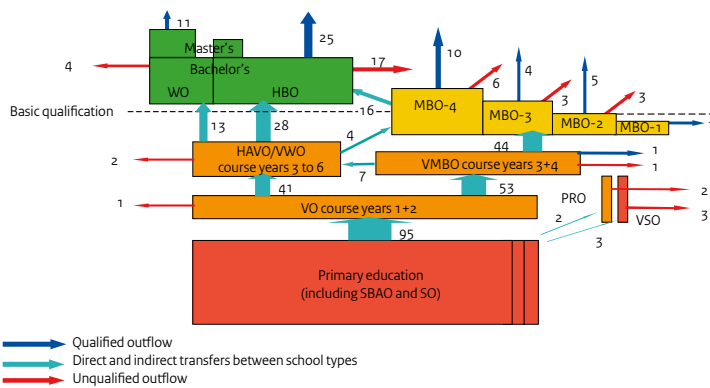 11
25
Master's
4
17
10
4
5
6
Bachelor's
3
3
WO
HBO
MBO-4
Basic qualification
16
MBO-3
MBO-2
MBO-1
13
28
4
44
1
2
HAVO/VWO
course years 3 to 6
VMBO course years 3+4
1
7
41
53
PRO
2
1
VO course years 1+2
2
VSO
3
95
3
Primary education
(including SBAO and SO)
Qualified outflow
Direct and indirect transfers between school types
Unqualified outflow